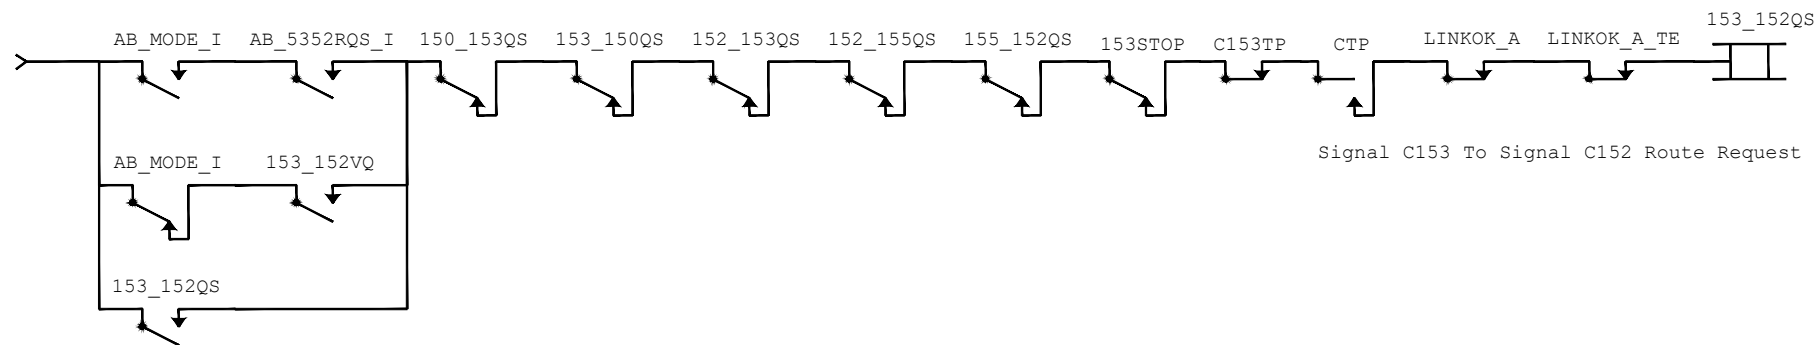 153_152QS
AB_MODE_I AB_5352RQS_I 150_153QS 153_150QS 152_153QS 152_155QS 155_152QS 153STOP C153TP CTP LINKOK_A LINKOK_A_TE
Signal C153 To Signal C152 Route Request
AB_MODE_I 153_152VQ
153_152QS